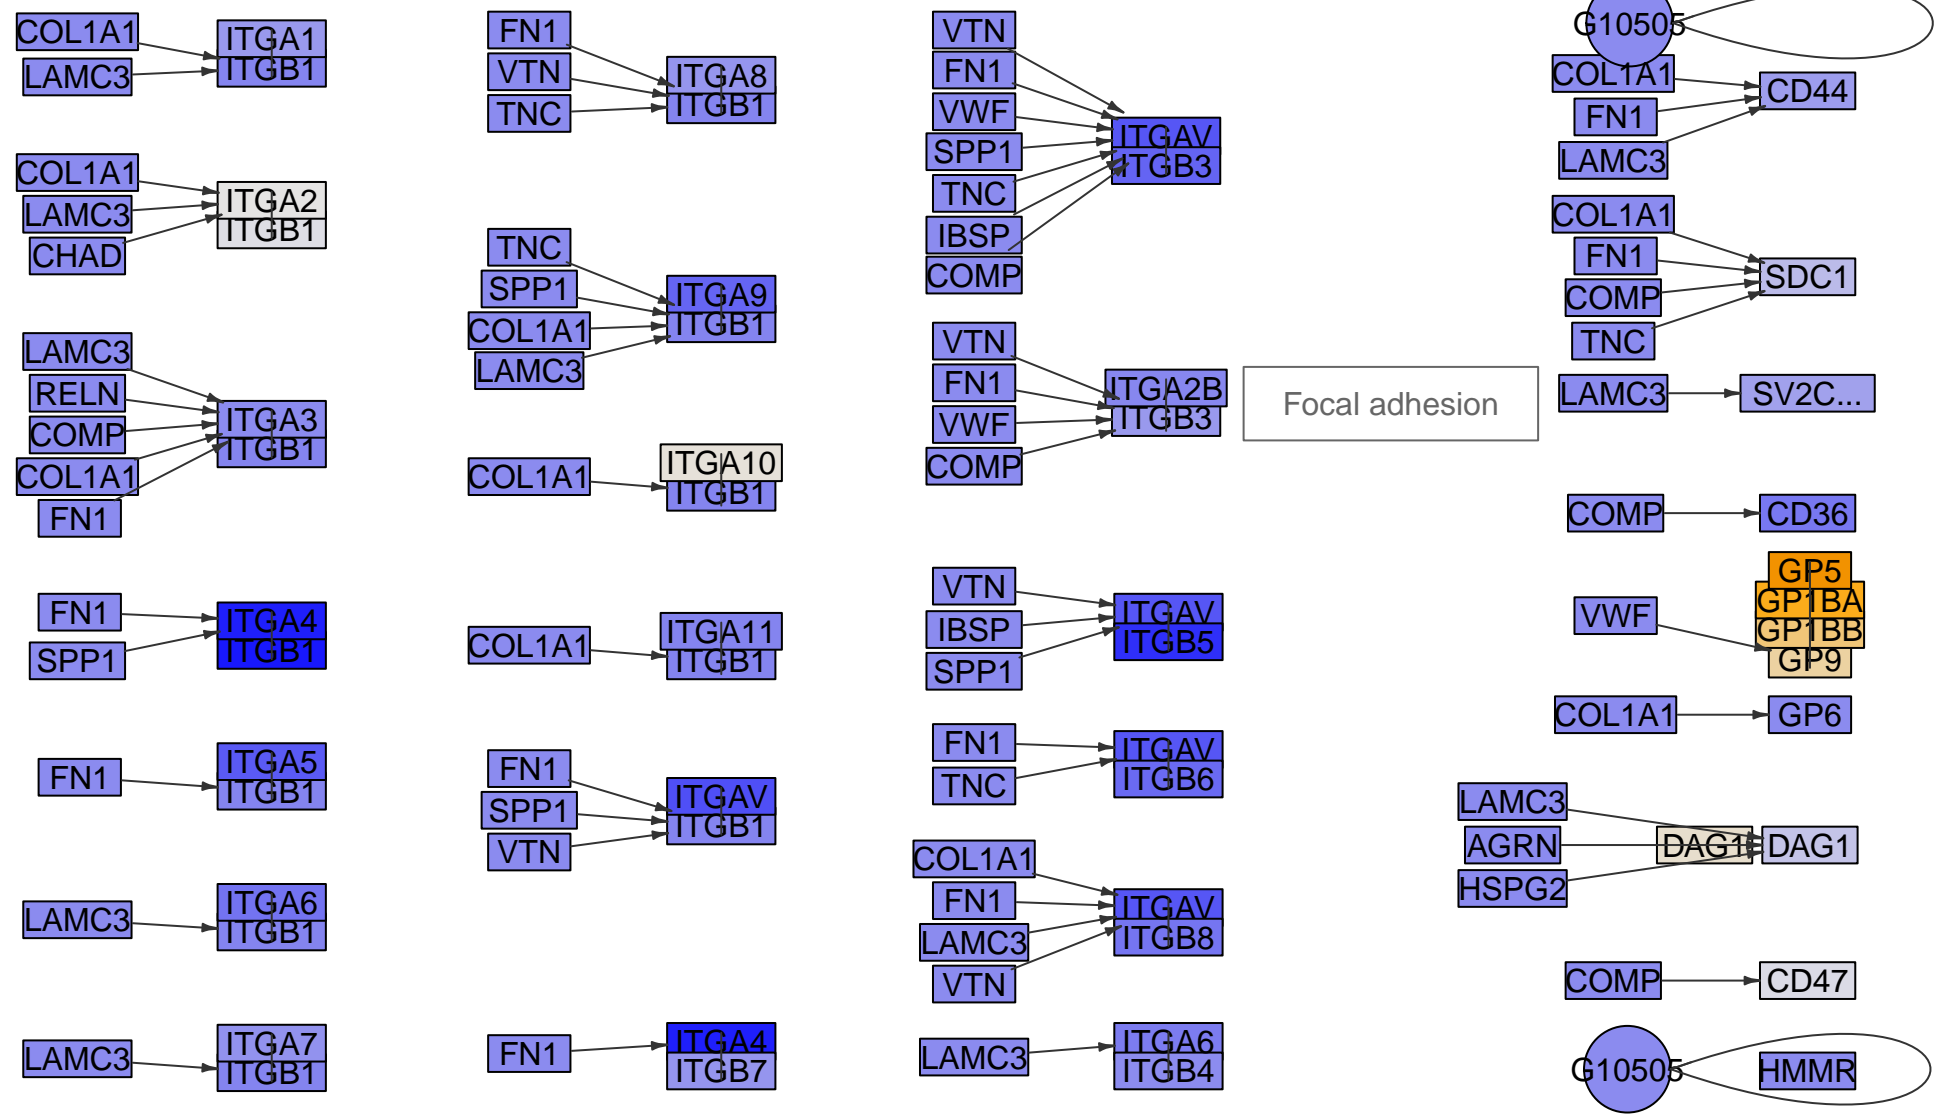 COL1A1
LAMC3
ITGA1
ITGB1
COL1A1
LAMC3
CHAD
ITGA2
ITGB1
LAMC3
RELN
COMP
COL1A1
FN1
ITGA3
ITGB1
FN1
SPP1
ITGA4
ITGB1
FN1
ITGA5
ITGB1
LAMC3
ITGA6
ITGB1
LAMC3
ITGA7
ITGB1
FN1
VTN
TNC
ITGA8
ITGB1
TNC
SPP1
COL1A1
LAMC3
ITGA9
ITGB1
COL1A1
ITGA10
ITGB1
COL1A1
ITGA11
ITGB1
FN1
SPP1
VTN
ITGAV
ITGB1
FN1
ITGA4
ITGB7
VTN
FN1
VWF
SPP1
TNC
IBSP
COMP
ITGAV
ITGB3
VTN
FN1
VWF
COMP
ITGA2B
ITGB3
Focal adhesion
VTN
IBSP
SPP1
ITGAV
ITGB5
FN1
TNC
ITGAV
ITGB6
COL1A1
FN1
LAMC3
VTN
ITGAV
ITGB8
LAMC3
ITGA6
ITGB4
G10505
COL1A1
FN1
LAMC3
CD44
COL1A1
FN1
COMP
TNC
SDC1
LAMC3
SV2C...
COMP
CD36
VWF
GP5
GP1BA
GP1BB
GP9
COL1A1
GP6
LAMC3
AGRN
HSPG2
DAG1
DAG1
COMP
CD47
G10505
HMMR